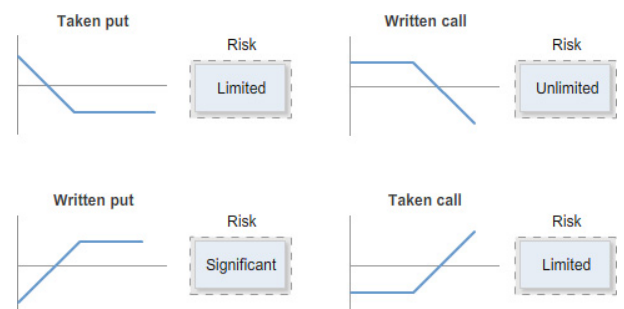 Taken put
Written call
Risk
Risk
Limited
Unlimited
Written put
Taken call
Risk
Risk
Significant
Limited